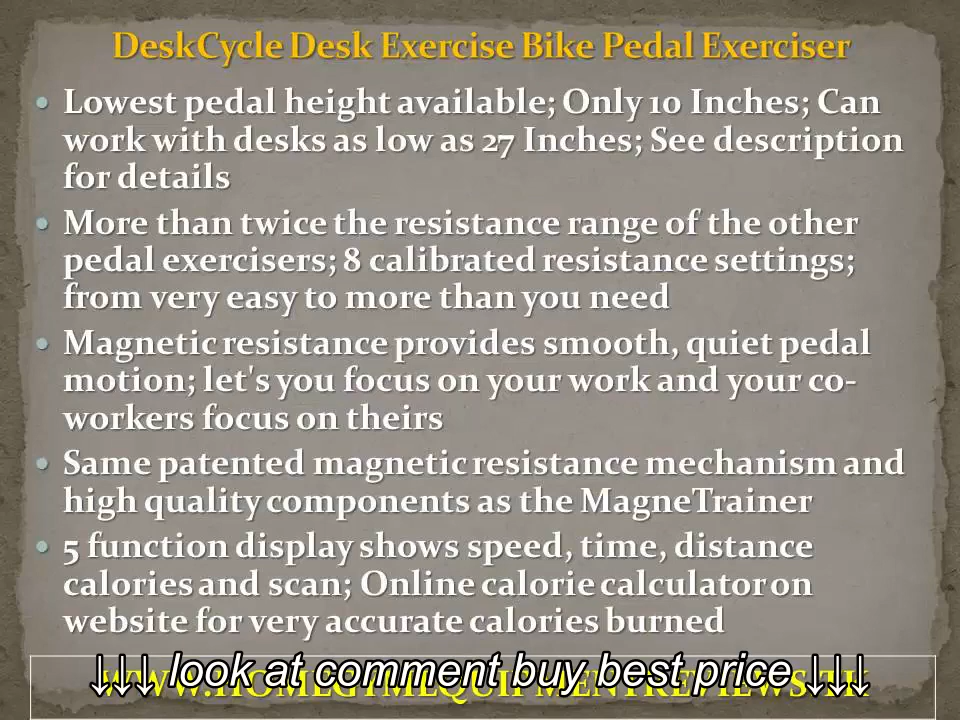 DeskCycle Desk Exercise Bike Pedal Exerciser
• Lowest pedal height available; Only 10 Inches; Can
work with desks as low as 27 Inches; See description
for details
• More than twice the resistance range of the other
pedal exercisers; 8 calibrated resistance settings;
from very easy to more than you need
• Magnetic resistance provides smooth, quiet pedal
motion; let's you focus on your work and your co-
workers focus on theirs
• Same patented magnetic resistance mechanism and
high quality components as the MagneTrainer
• 5 function display shows speed, time, distance
calories and scan; Online calorie calculator on
website for very accurate calories burned
↓↓↓ look at comment buy best price ↓↓↓